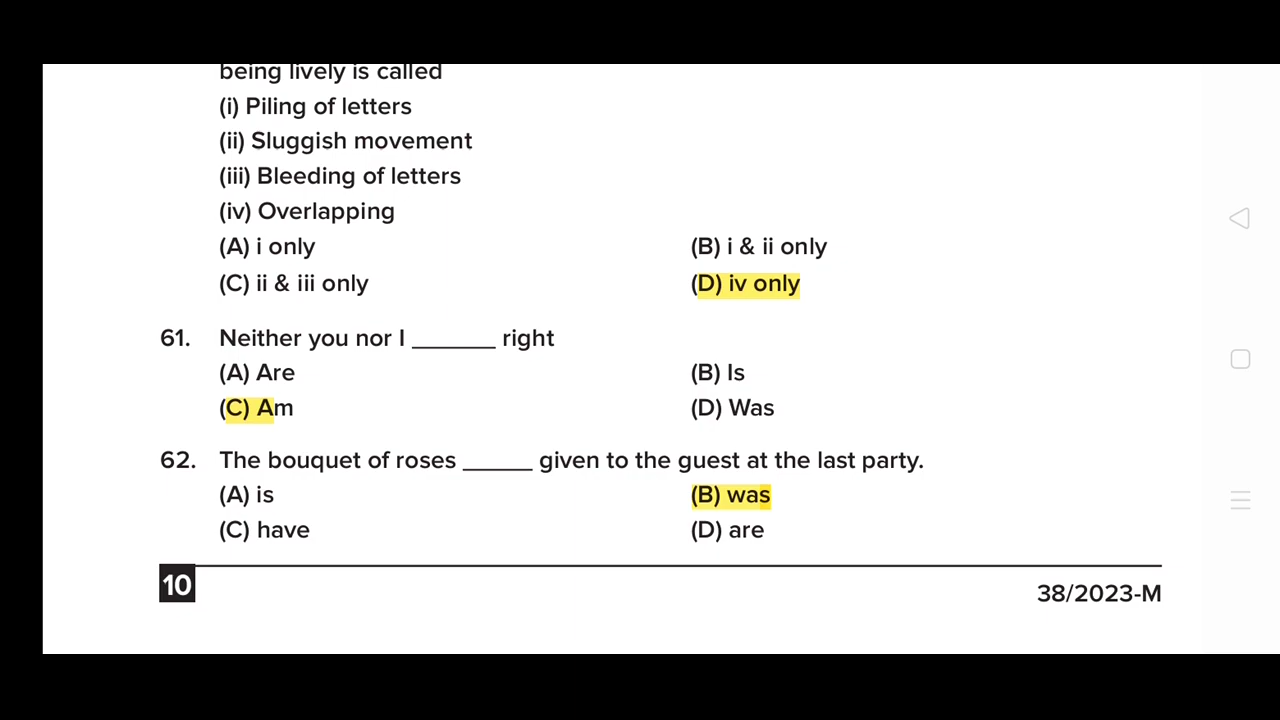 being lively is called
(i) Piling of letters
(ii) Sluggish movement
(iii) Bleeding of letters
(iv) Overlapping
(A) i only (B) i & ii only
(C) ii & iii only (D) iv only
61. Neither you nor I ______ right
(A) Are (B) Is
(C) Am (D) Was
62. The bouquet of roses _____ given to the guest at the last party.
(A) is (B) was
(C) have (D) are
10
38/2023-M